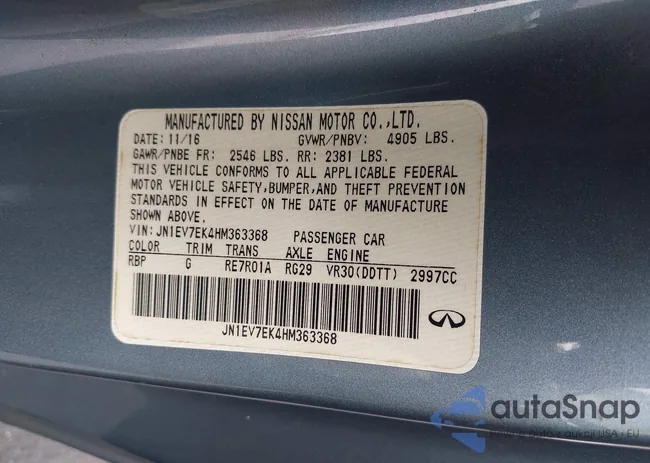 MANUFACTURED BY NISSAN MOTOR CO.,LTD.
DATE: 11/16 GVWR/PNBV: 4905 LBS.
GAWR/PNBE FR: 2546 LBS. RR: 2381 LBS.
THIS VEHICLE CONFORMS TO ALL APPLICABLE FEDERAL
MOTOR VEHICLE SAFETY,BUMPER,AND THEFT PREVENTION
STANDARDS IN EFFECT ON THE DATE OF MANUFACTURE
SHOWN ABOVE.
VIN: JN1EV7EK4HM363368 PASSENGER CAR
COLOR TRIM TRANS AXLE ENGINE
RBP G RE7R01A RG29 VR30(DDTT) 2997CC
JN1EV7EK4HM363368
autaSnap
USA - EU